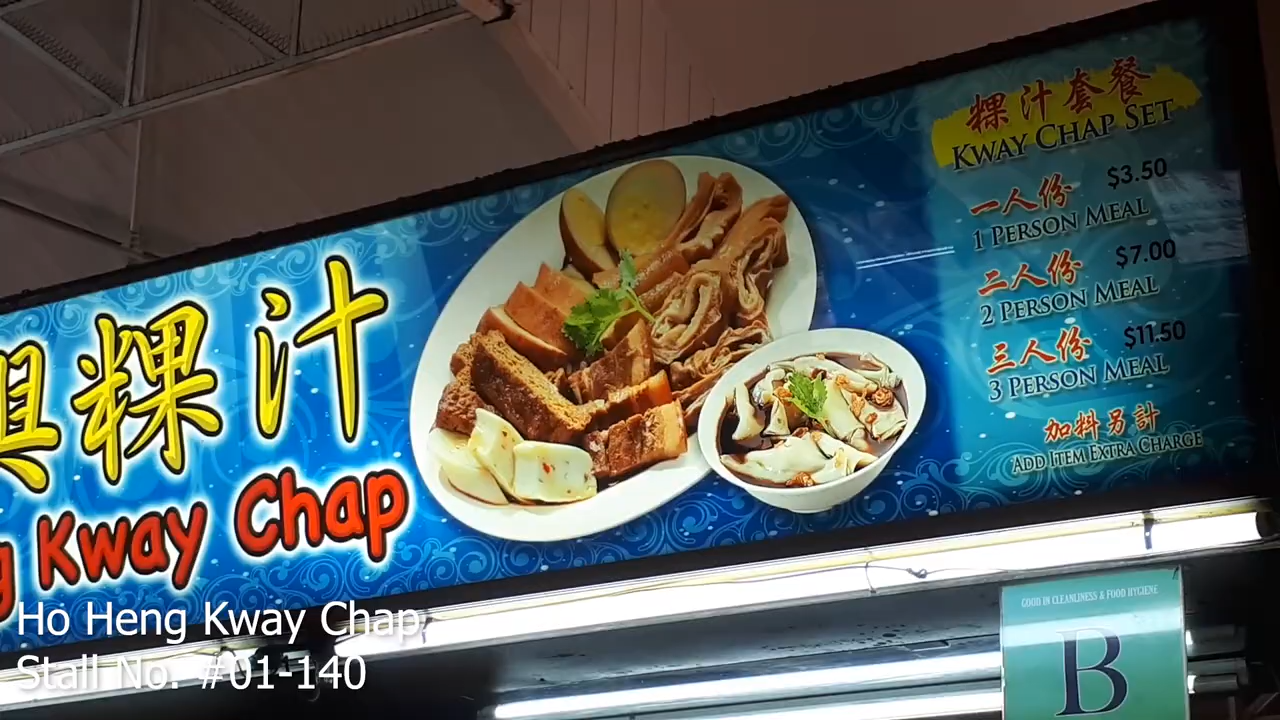 興粿汁
g Kway Chap
粿汁套餐
KWAY CHAP SET
一人份 $3.50
1 PERSON MEAL
二人份 $7.00
2 PERSON MEAL
三人份 $11.50
3 PERSON MEAL
加料另計
ADD ITEM EXTRA CHARGE
GOOD IN CLEANLINESS & FOOD HYGIENE
B
Ho Heng Kway Chap
Stall No. #01-140